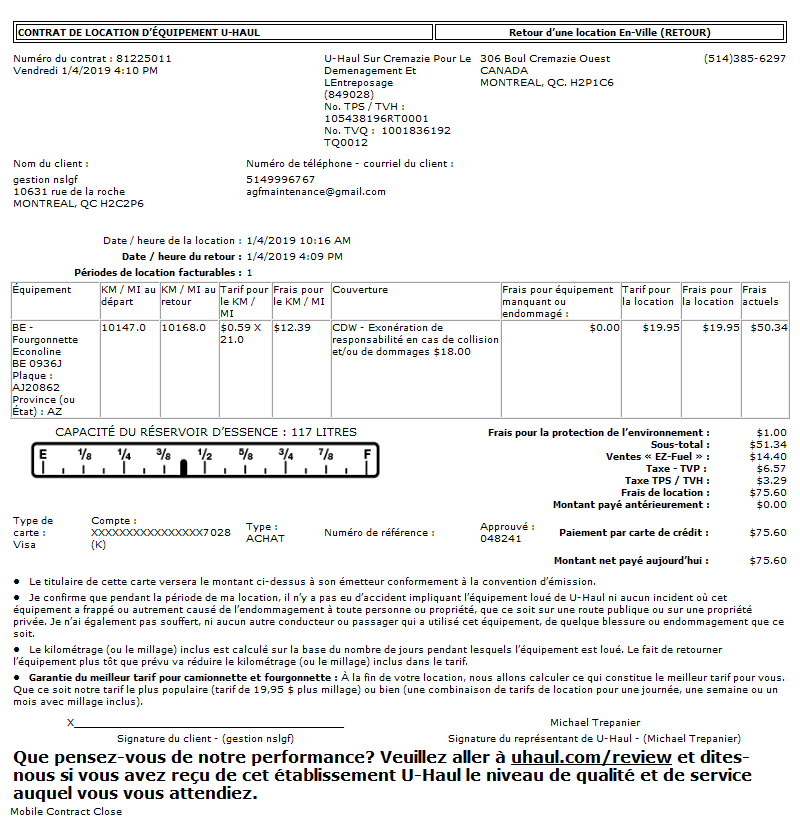 CONTRAT DE LOCATION D'ÉQUIPEMENT U-HAUL
Retour d'une location En-Ville (RETOUR)
Numéro du contrat : 81225011
Vendredi 1/4/2019 4:10 PM
U-Haul Sur Cremazie Pour Le
Demenagement Et
LEntreposage
(849028)
No. TPS / TVH :
105438196RT0001
No. TVQ : 1001836192
TQ0012
306 Boul Cremazie Ouest
CANADA
MONTREAL, QC. H2P1C6
(514)385-6297
Nom du client :
gestion nslgf
10631 rue de la roche
MONTREAL, QC H2C2P6
Numéro de téléphone - courriel du client :
5149996767
agfmaintenance@gmail.com
Date / heure de la location : 1/4/2019 10:16 AM
Date / heure du retour : 1/4/2019 4:09 PM
Périodes de location facturables : 1
Équipement
KM / MI au
départ
KM / MI au
retour
Tarif pour
le KM /
MI
Frais pour
le KM / MI
Couverture
Frais pour équipement
manquant ou
endommagé :
Tarif pour
la location
Frais pour
la location
Frais
actuels
BE -
Fourgonnette
Econoline
BE 0936J
Plaque :
AJ20862
Province (ou
État) : AZ
10147.0
10168.0
$0.59 X
21.0
$12.39
CDW - Exonération de
responsabilité en cas de collision
et/ou de dommages $18.00
$0.00
$19.95
$19.95
$50.34
CAPACITÉ DU RÉSERVOIR D'ESSENCE : 117 LITRES
E 1/8 1/4 3/8 1/2 5/8 3/4 7/8 F
Frais pour la protection de l'environnement : $1.00
Sous-total : $51.34
Ventes « EZ-Fuel » : $14.40
Taxe - TVP : $6.57
Taxe TPS / TVH : $3.29
Frais de location : $75.60
Montant payé antérieurement : $0.00
Type de
carte :
Visa
Compte :
XXXXXXXXXXXXXXXX7028
(K)
Type :
ACHAT
Numéro de référence :
Approuvé :
048241
Paiement par carte de crédit : $75.60
Montant net payé aujourd'hui : $75.60
● Le titulaire de cette carte versera le montant ci-dessus à son émetteur conformement à la convention d'émission.
● Je confirme que pendant la période de ma location, il n'y a pas eu d'accident impliquant l'équipement loué de U-Haul ni aucun incident où cet
équipement a frappé ou autrement causé de l'endommagement à toute personne ou propriété, que ce soit sur une route publique ou sur une propriété
privée. Je n'ai également pas souffert, ni aucun autre conducteur ou passager qui a utilisé cet équipement, de quelque blessure ou endommagement que ce
soit.
● Le kilométrage (ou le millage) inclus est calculé sur la base du nombre de jours pendant lesquels l'équipement est loué. Le fait de retourner
l'équipement plus tôt que prévu va réduire le kilométrage (ou le millage) inclus dans le tarif.
● Garantie du meilleur tarif pour camionnette et fourgonnette : À la fin de votre location, nous allons calculer ce qui constitue le meilleur tarif pour vous.
Que ce soit notre tarif le plus populaire (tarif de 19,95 $ plus millage) ou bien (une combinaison de tarifs de location pour une journée, une semaine ou un
mois avec millage inclus).
X
Michael Trepanier
Signature du client - (gestion nslgf)
Signature du représentant de U-Haul - (Michael Trepanier)
Que pensez-vous de notre performance? Veuillez aller à uhaul.com/review et dites-
nous si vous avez reçu de cet établissement U-Haul le niveau de qualité et de service
auquel vous vous attendiez.
Mobile Contract Close